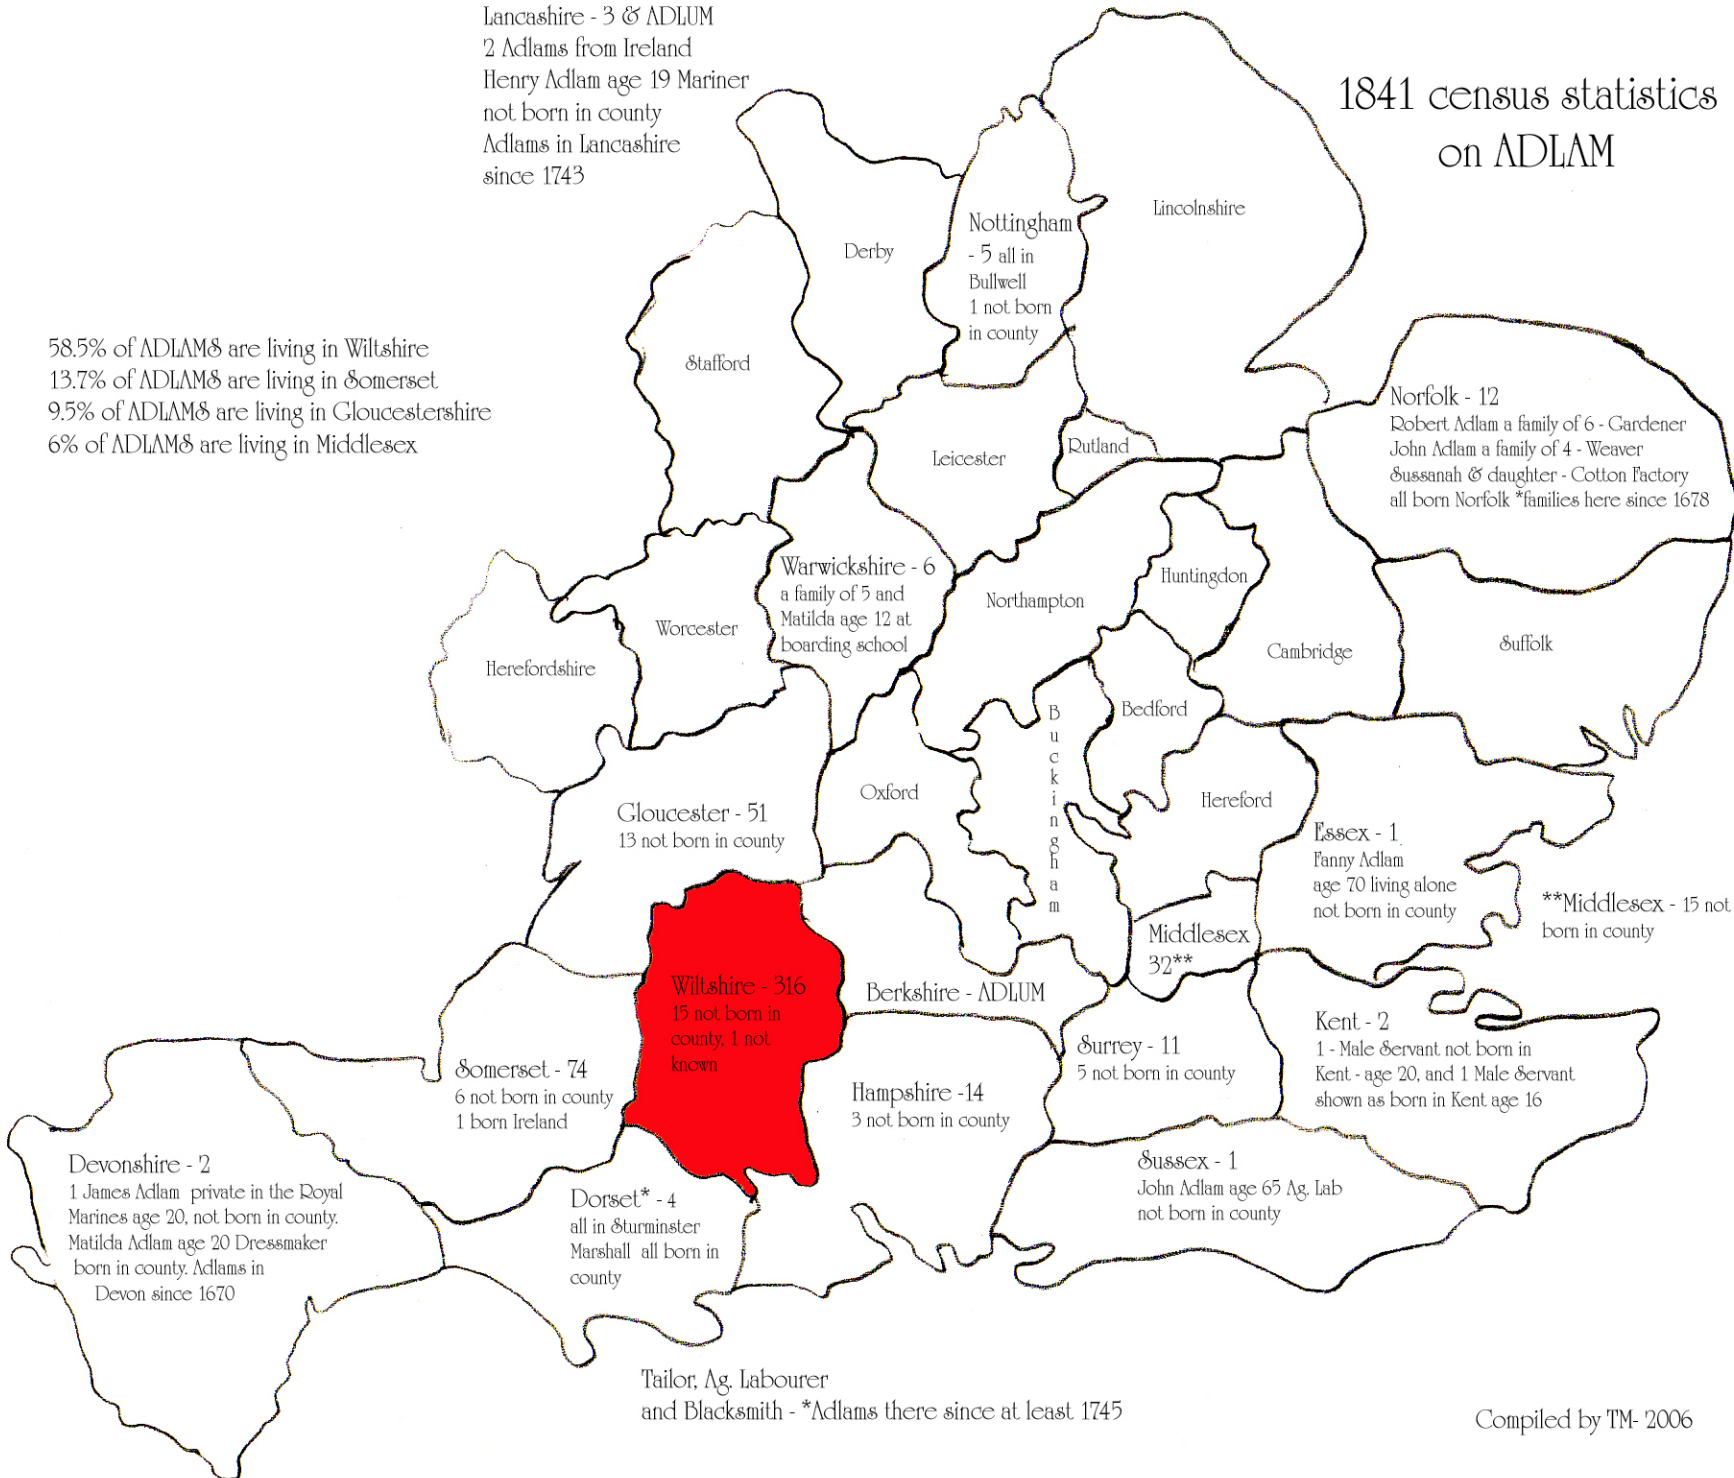 Lancashire - 3 & ADLUM
2 Adlams from Ireland
Henry Adlam age 19 Mariner
not born in county
Adlams in Lancashire
since 1743
1841 census statistics
on ADLAM
58.5% of ADLAMS are living in Wiltshire
13.7% of ADLAMS are living in Somerset
9.5% of ADLAMS are living in Gloucestershire
6% of ADLAMS are living in Middlesex
Lincolnshire
Nottingham
- 5 all in
Bullwell
1 not born
in county
Derby
Stafford
Leicester
Rutland
Norfolk - 12
Robert Adlam a family of 6 - Gardener
John Adlam a family of 4 - Weaver
Sussanah & daughter - Cotton Factory
all born Norfolk *families here since 1678
Warwickshire - 6
a family of 5 and
Matilda age 12 at
boarding school
Huntingdon
Northampton
Worcester
Herefordshire
Cambridge
Suffolk
Bedford
Buckingham
Oxford
Hereford
Gloucester - 51
13 not born in county
Essex - 1
Fanny Adlam
age 70 living alone
not born in county
**Middlesex - 15 not
born in county
Middlesex
32**
Wiltshire - 316
15 not born in
county, 1 not
known
Berkshire - ADLUM
Kent - 2
1 - Male Servant not born in
Kent - age 20, and 1 Male Servant
shown as born in Kent age 16
Surrey - 11
5 not born in county
Somerset - 74
6 not born in county
1 born Ireland
Hampshire -14
3 not born in county
Devonshire - 2
1 James Adlam private in the Royal
Marines age 20, not born in county.
Matilda Adlam age 20 Dressmaker
born in county. Adlams in
Devon since 1670
Sussex - 1
John Adlam age 65 Ag. Lab
not born in county
Dorset* - 4
all in Sturminster
Marshall all born in
county
Tailor, Ag. Labourer
and Blacksmith - *Adlams there since at least 1745
Compiled by TM- 2006